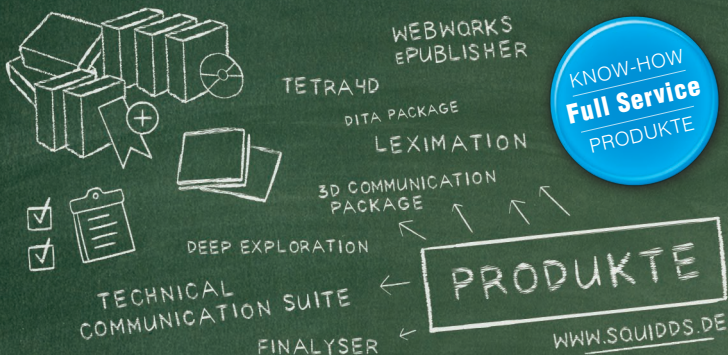 WEBWORKS
ePUBLISHER
TETRA4D
DITA PACKAGE
LEXIMATION
3D COMMUNICATION
PACKAGE
DEEP EXPLORATION
TECHNICAL
COMMUNICATION SUITE
FINALYSER
KNOW-HOW
Full Service
PRODUKTE
PRODUKTE
WWW.SQUIDDS.DE